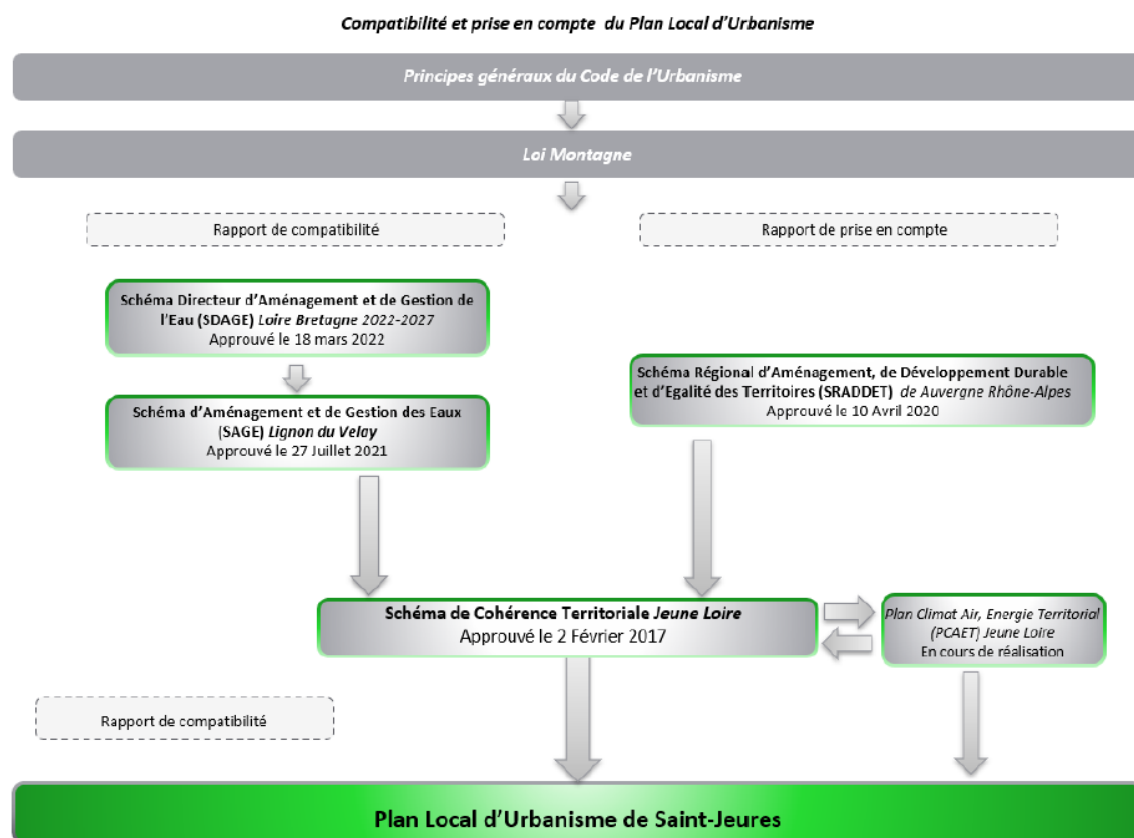 Compatibilité et prise en compte du Plan Local d'Urbanisme
Principes généraux du Code de l'Urbanisme
Loi Montagne
Rapport de compatibilité
Rapport de prise en compte
Schéma Directeur d'Aménagement et de Gestion de
l'Eau (SDAGE) Loire Bretagne 2022-2027
Approuvé le 18 mars 2022
Schéma Régional d'Aménagement, de Développement Durable
et d'Egalité des Territoires (SRADDET) de Auvergne Rhône-Alpes
Approuvé le 10 Avril 2020
Schéma d'Aménagement et de Gestion des Eaux
(SAGE) Lignon du Velay
Approuvé le 27 Juillet 2021
Schéma de Cohérence Territoriale Jeune Loire
Approuvé le 2 Février 2017
Plan Climat Air, Energie Territorial
(PCAET) Jeune Loire
En cours de réalisation
Rapport de compatibilité
Plan Local d'Urbanisme de Saint-Jeures